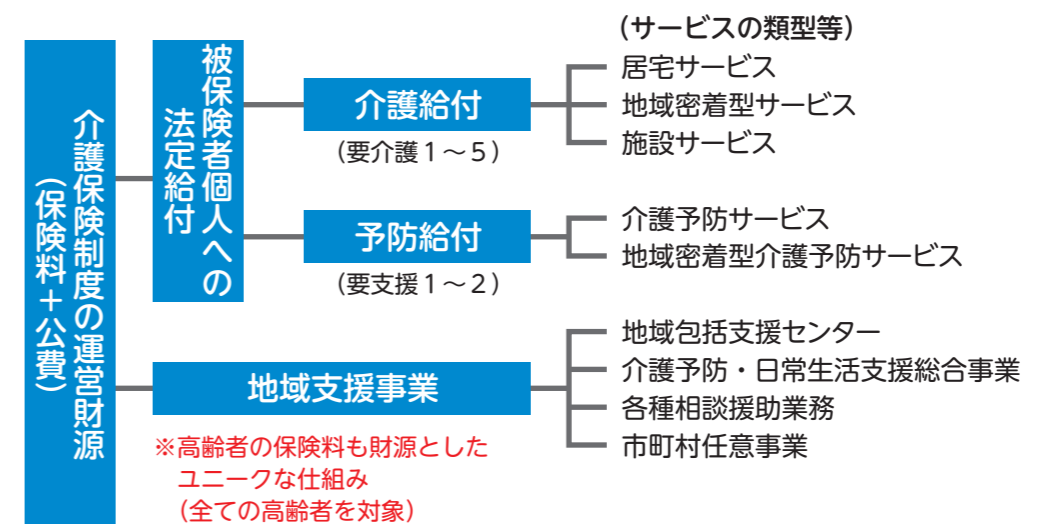 介護保険制度の運営財源
（保険料＋公費）
被保険者個人への
法定給付
介護給付
（要介護１～５）
予防給付
（要支援１～２）
地域支援事業
※高齢者の保険料も財源とした
ユニークな仕組み
（全ての高齢者を対象）
（サービスの類型等）
居宅サービス
地域密着型サービス
施設サービス
介護予防サービス
地域密着型介護予防サービス
地域包括支援センター
介護予防・日常生活支援総合事業
各種相談援助業務
市町村任意事業